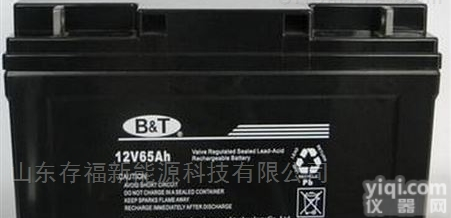 B&T
12V65Ah
Valve Regulated Sealed Lead-Acid
Rechargeable Battery
CAUTION:
AVOID SHORT CIRCUIT
DO NOT CHARGE IN A SEALED CONTAINER
KEEP SPARKS FLAME AWAY
RECHARGE IMMEDIATELY AFTER DISCHARGE
Pb
山东存福新能源科技有限公司
yiqi.com
仪器网